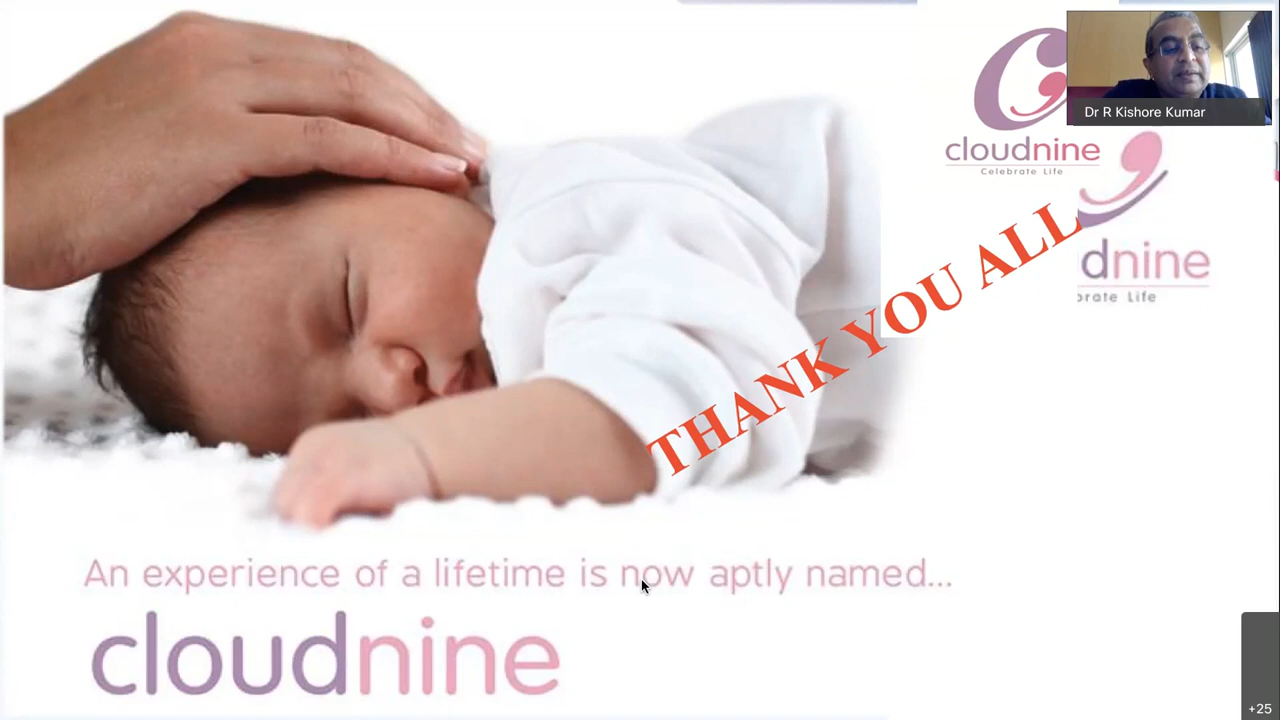 Dr R Kishore Kumar
cloudnine
Celebrate Life
dnine
brate Life
THANK YOU ALL
An experience of a lifetime is now aptly named...
cloudnine
+25